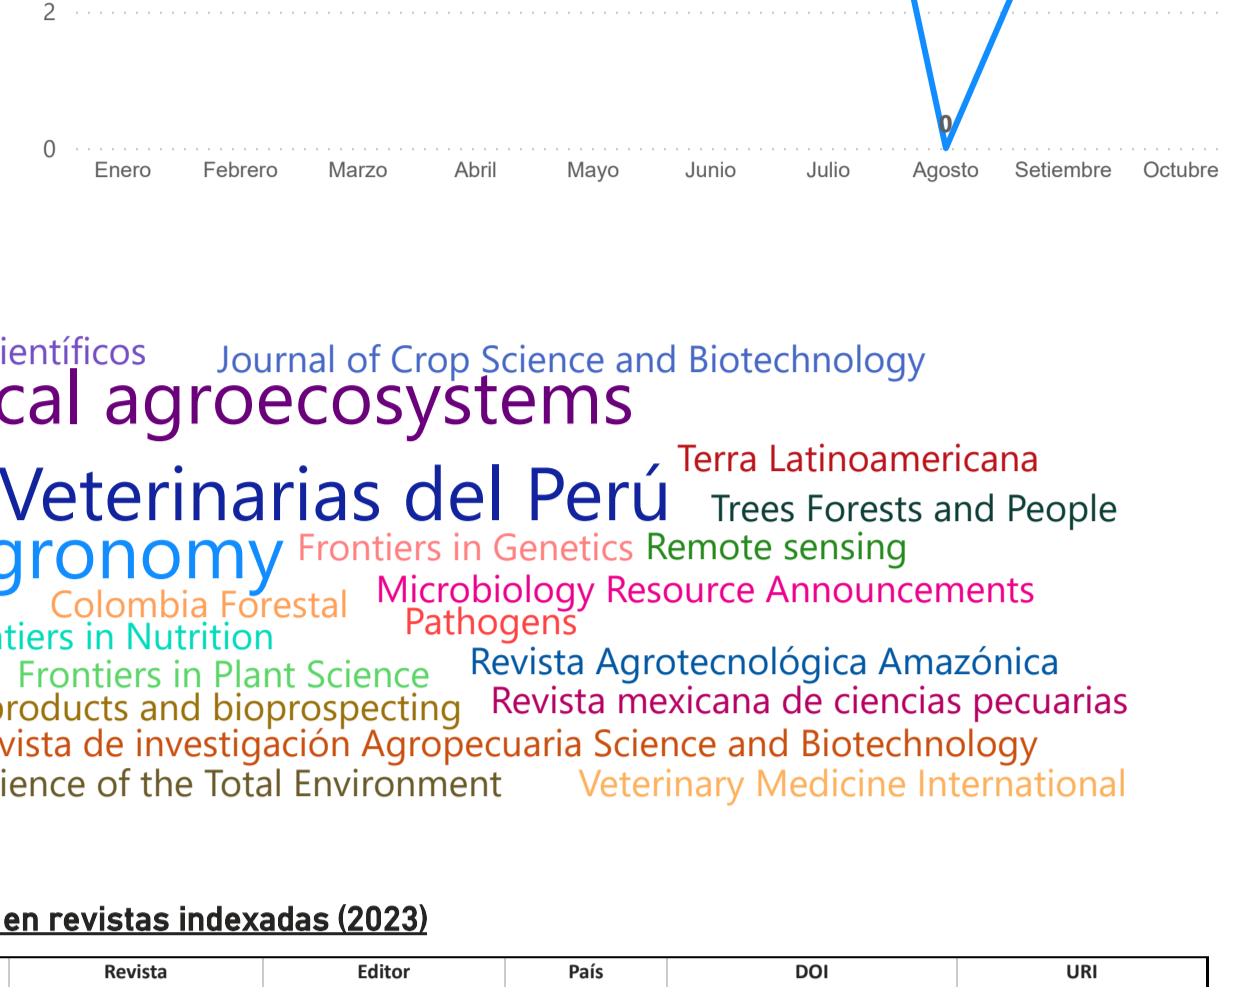 2
0
0
Enero Febrero Marzo Abril Mayo Junio Julio Agosto Setiembre Octubre
ientíficos
Journal of Crop Science and Biotechnology
cal agroecosystems
Terra Latinoamericana
Veterinarias del Perú
Trees Forests and People
gronomy
Frontiers in Genetics
Remote sensing
Microbiology Resource Announcements
Colombia Forestal
Pathogens
tiers in Nutrition
Revista Agrotecnológica Amazónica
Frontiers in Plant Science
Revista mexicana de ciencias pecuarias
products and bioprospecting
vista de investigación Agropecuaria Science and Biotechnology
ience of the Total Environment
Veterinary Medicine International
en revistas indexadas (2023)
Revista Editor País DOI URI